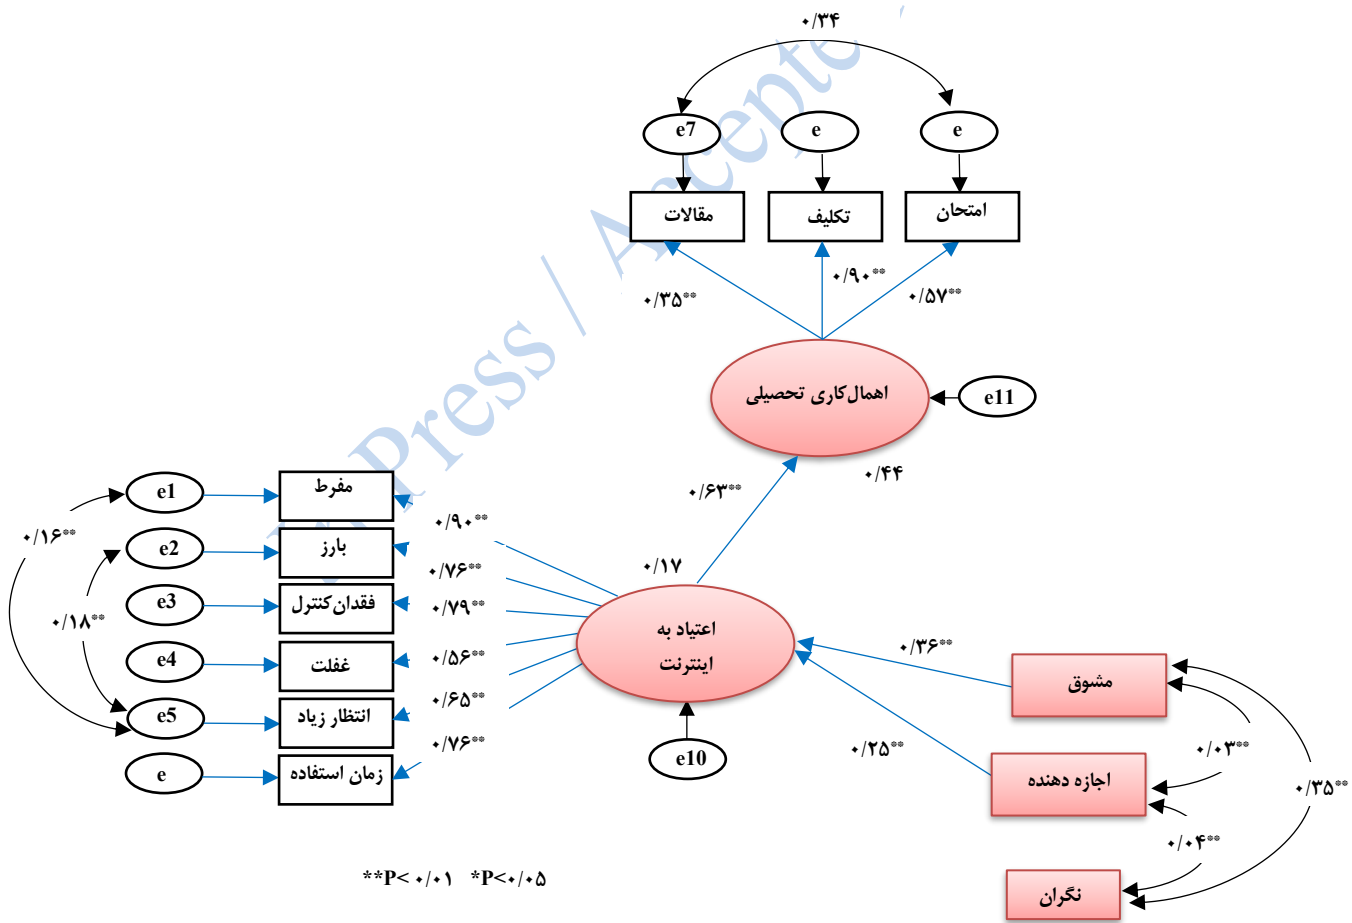 ۰/۳۴
e7
e
e
مقالات
تکلیف
امتحان
۰/۳۵**
۰/۹۰**
۰/۵۷**
اهمال‌کاری تحصیلی
e11
۰/۴۴
۰/۶۳**
۰/۱۷
e1
مفرط
۰/۹۰**
۰/۱۶**
e2
بارز
۰/۷۶**
e3
فقدان کنترل
۰/۷۹**
۰/۱۸**
e4
غفلت
۰/۵۶**
e5
انتظار زیاد
۰/۶۵**
e
زمان استفاده
۰/۷۶**
اعتیاد به
اینترنت
e10
۰/۳۶**
۰/۲۵**
مشوق
اجازه دهنده
نگران
۰/۰۳**
۰/۳۵**
۰/۰۴**
**P< ۰/۰۱ *P<۰/۰۵
Press / Accepte